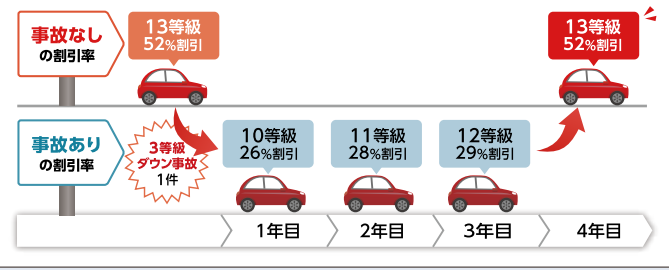 事故なし
の割引率
13等級
52%割引
13等級
52%割引
事故あり
の割引率
3等級
ダウン事故
1件
10等級
26%割引
11等級
28%割引
12等級
29%割引
1年目
2年目
3年目
4年目